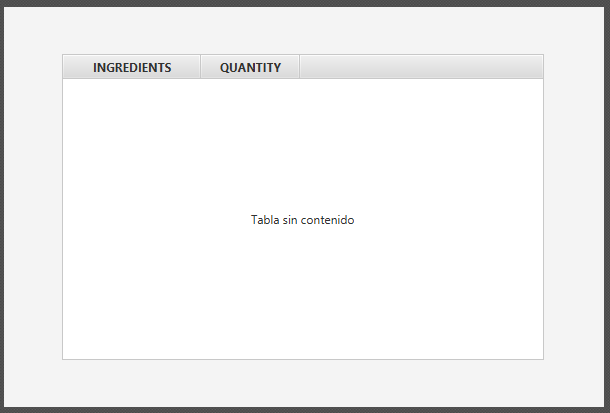 INGREDIENTS QUANTITY
Tabla sin contenido